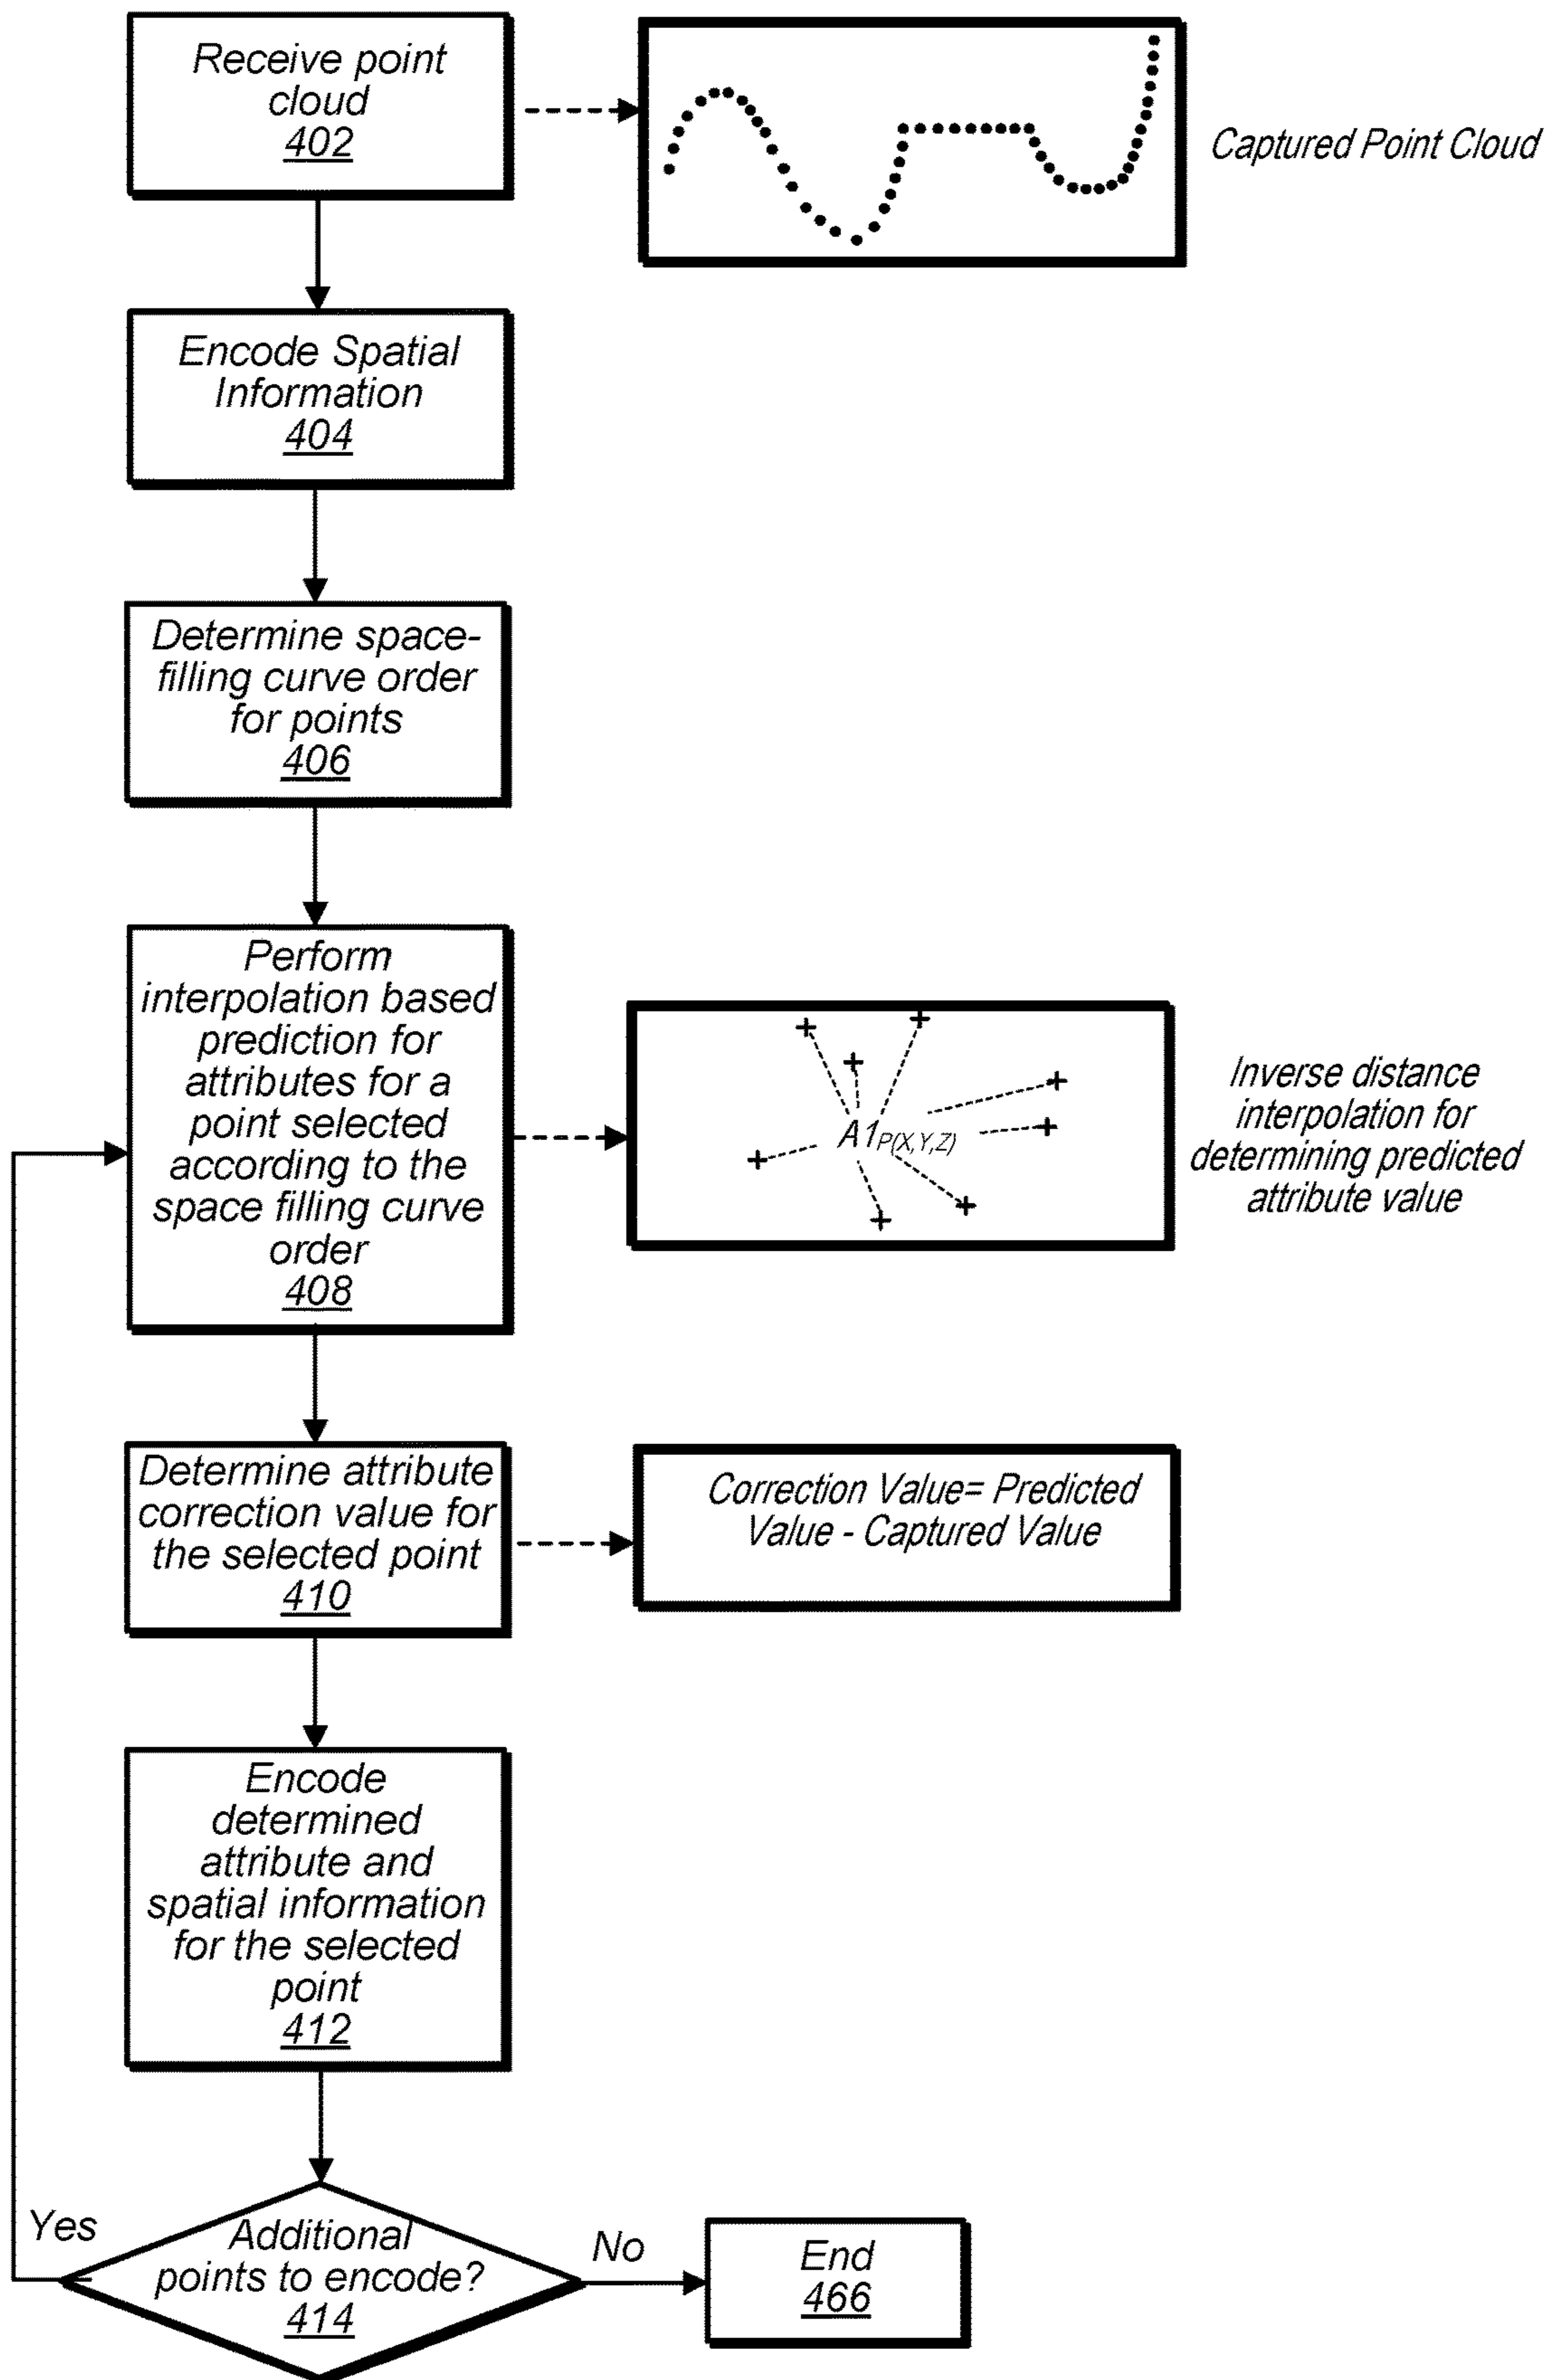 Receive point
cloud
402
Captured Point Cloud
Encode Spatial
Information
404
Determine space-
filling curve order
for points
406
Perform
interpolation based
prediction for
attributes for a
point selected
according to the
space filling curve
order
408
A1P(X,Y,Z)
Inverse distance
interpolation for
determining predicted
attribute value
Determine attribute
correction value for
the selected point
410
Correction Value= Predicted
Value - Captured Value
Encode
determined
attribute and
spatial information
for the selected
point
412
Yes
Additional
points to encode?
414
No
End
466